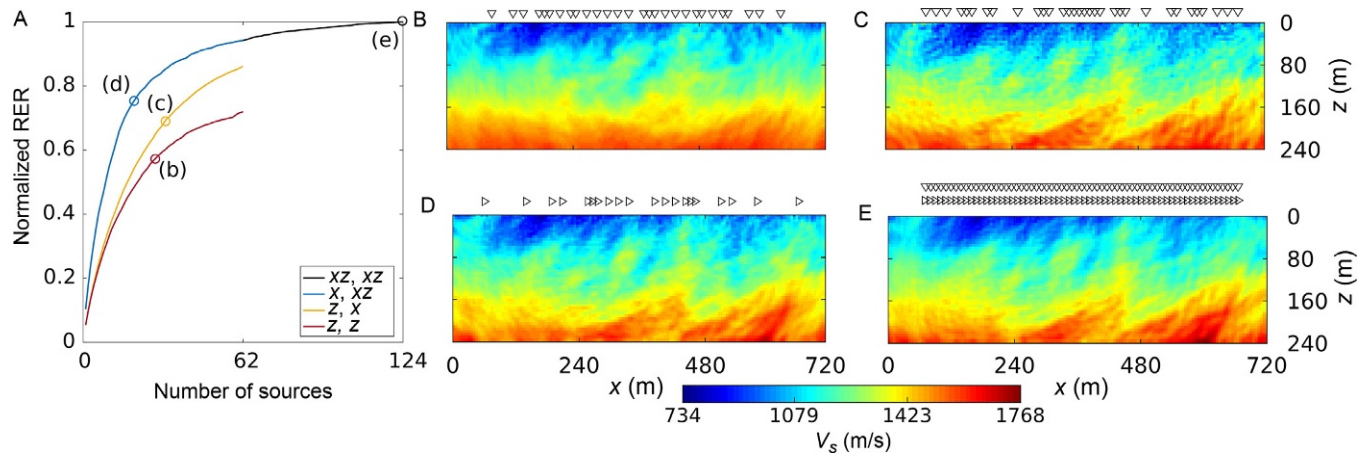 A
Normalized RER
1
0.8
0.6
0.4
0.2
0
(e)
(d)
(c)
(b)
xz, xz
x, xz
z, x
z, z
0
62
124
Number of sources
B
C
0
80
160
240
z (m)
D
E
0
80
160
240
z (m)
0
240
480
720
x (m)
0
240
480
720
x (m)
734
1079
1423
1768
Vs (m/s)